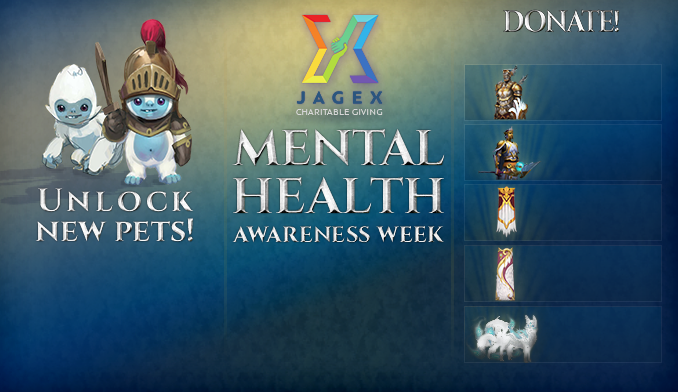 UNLOCK
NEW PETS!
JAGEX
CHARITABLE GIVING
MENTAL
HEALTH
AWARENESS WEEK
DONATE!